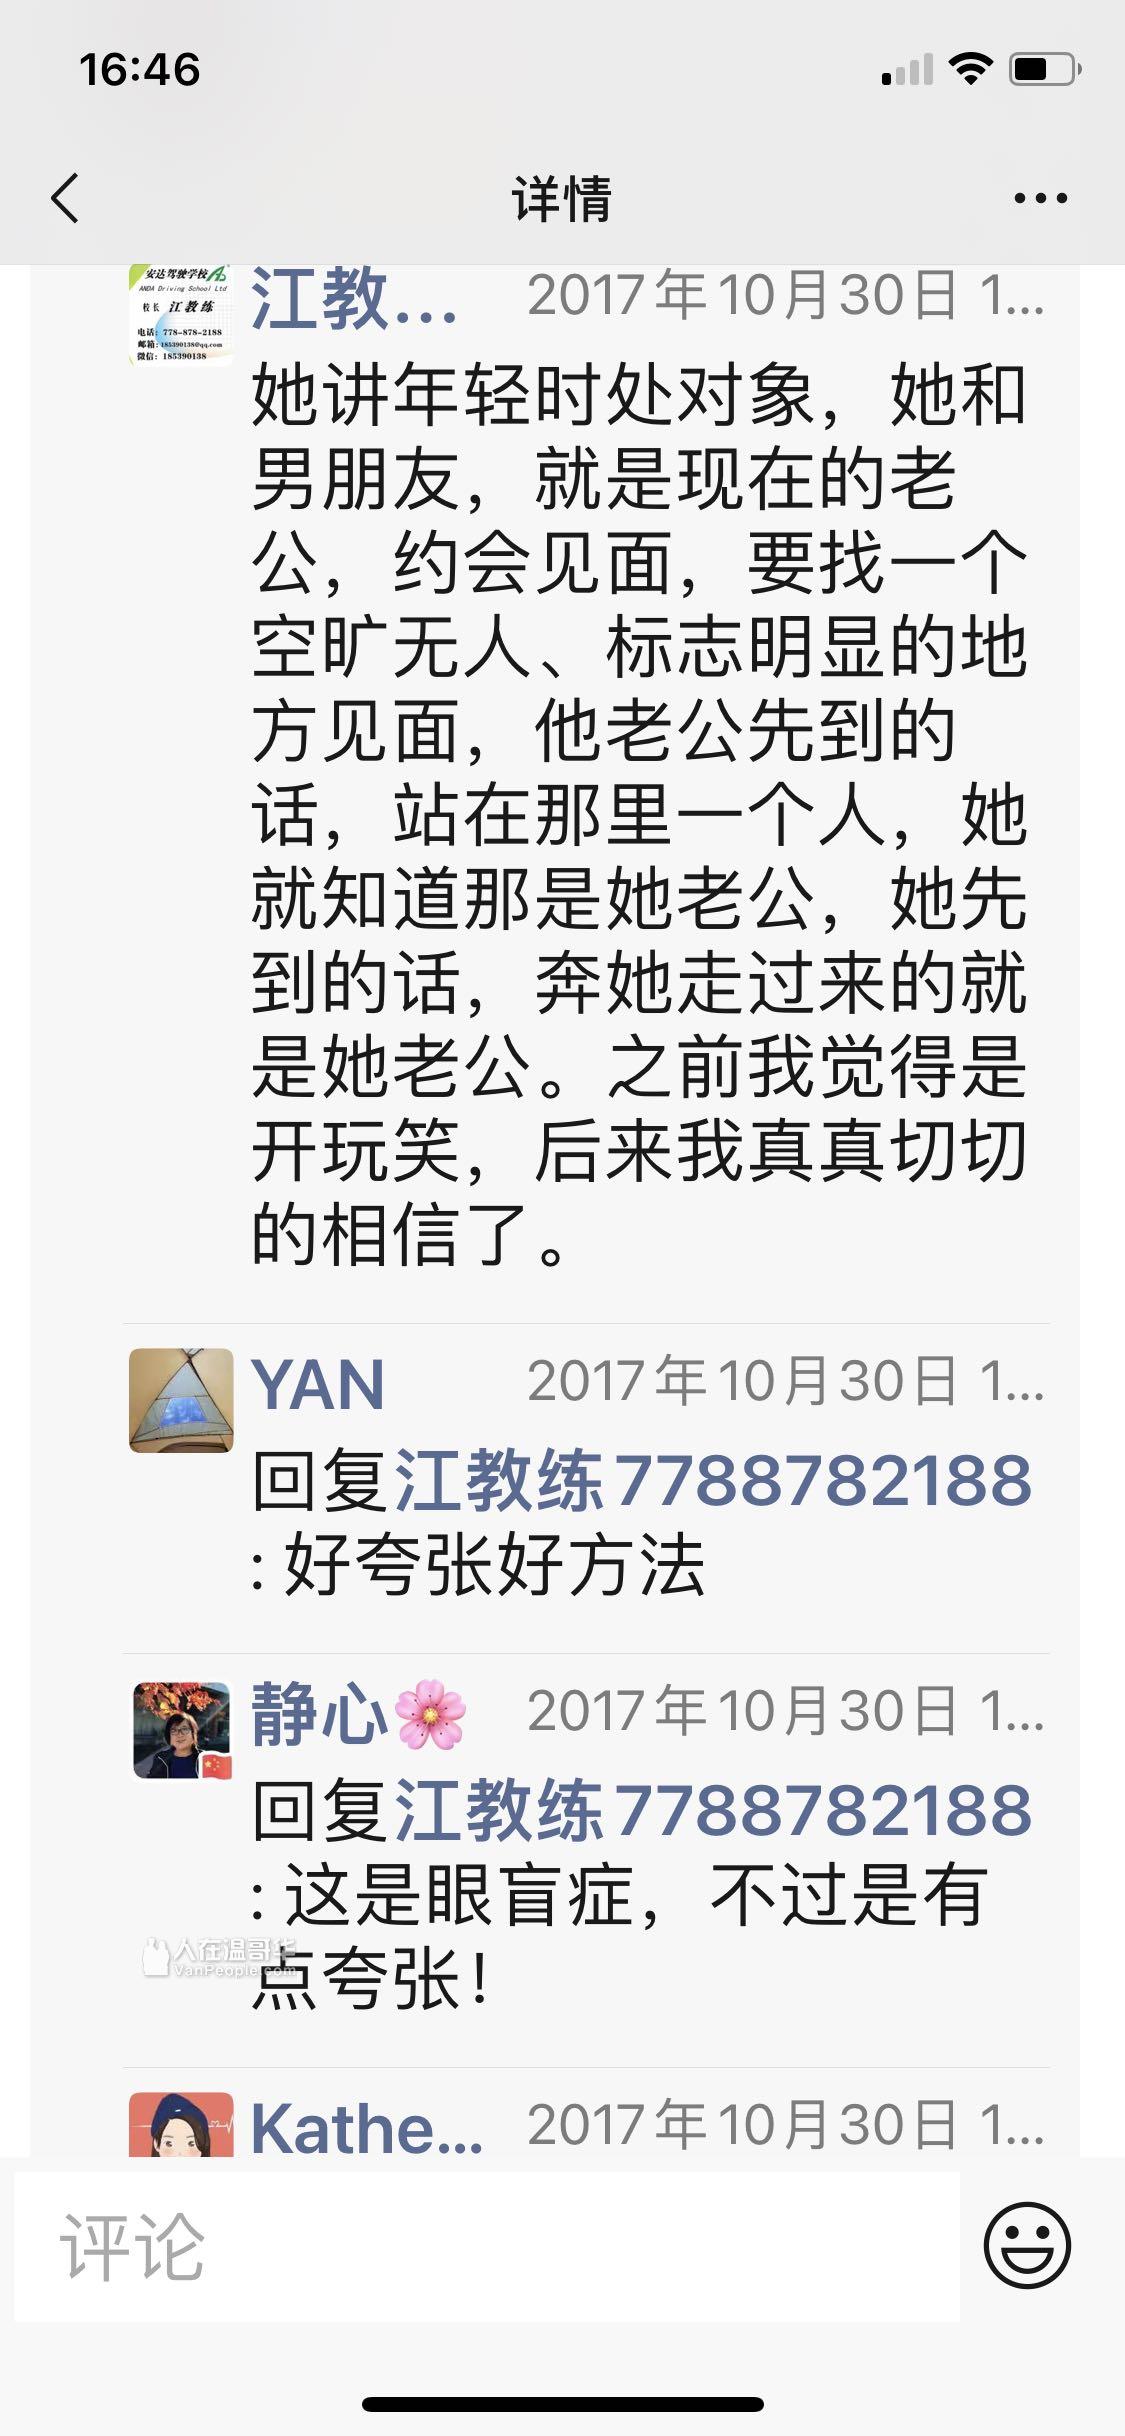 16:46
详情
安达驾驶学校
ANDA Driving School Ltd
校长 江教练
电话：778-878-2188
邮箱：185390138@qq.com
微信：185390138
江教... 2017年10月30日 1...
她讲年轻时处对象，她和
男朋友，就是现在的老
公，约会见面，要找一个
空旷无人、标志明显的地
方见面，他老公先到的
话，站在那里一个人，她
就知道那是她老公，她先
到的话，奔她走过来的就
是她老公。之前我觉得是
开玩笑，后来我真真切切
的相信了。
YAN 2017年10月30日 1...
回复江教练7788782188
: 好夸张好方法
静心🌸 2017年10月30日 1...
回复江教练7788782188
: 这是眼盲症，不过是有
点夸张！
人在温哥华
VanPeople.com
Kathe... 2017年10月30日 1...
评论